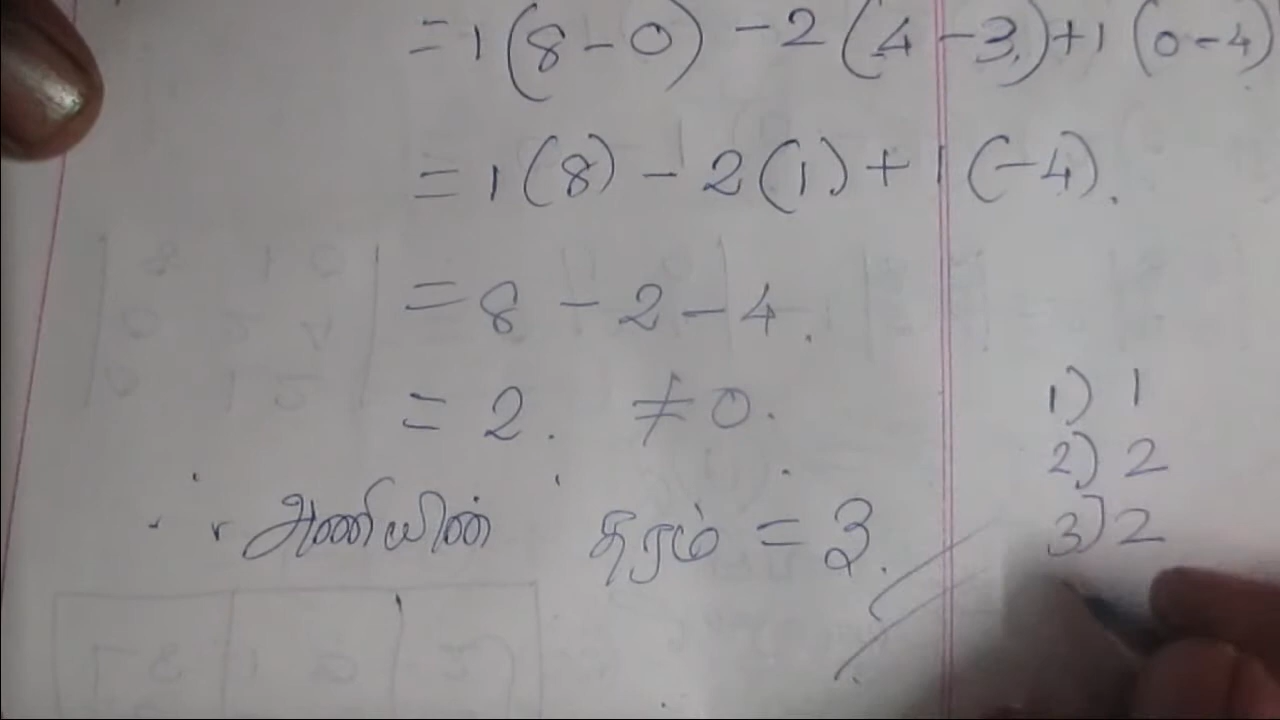 = 1 (8 - 0) - 2 (4 - 3) + 1 (0 - 4)
= 1 (8) - 2 (1) + 1 (-4).
= 8 - 2 - 4.
= 2. ≠ 0.
∴ அணியின் தரம் = 3.
1) 1
2) 2
3) 2